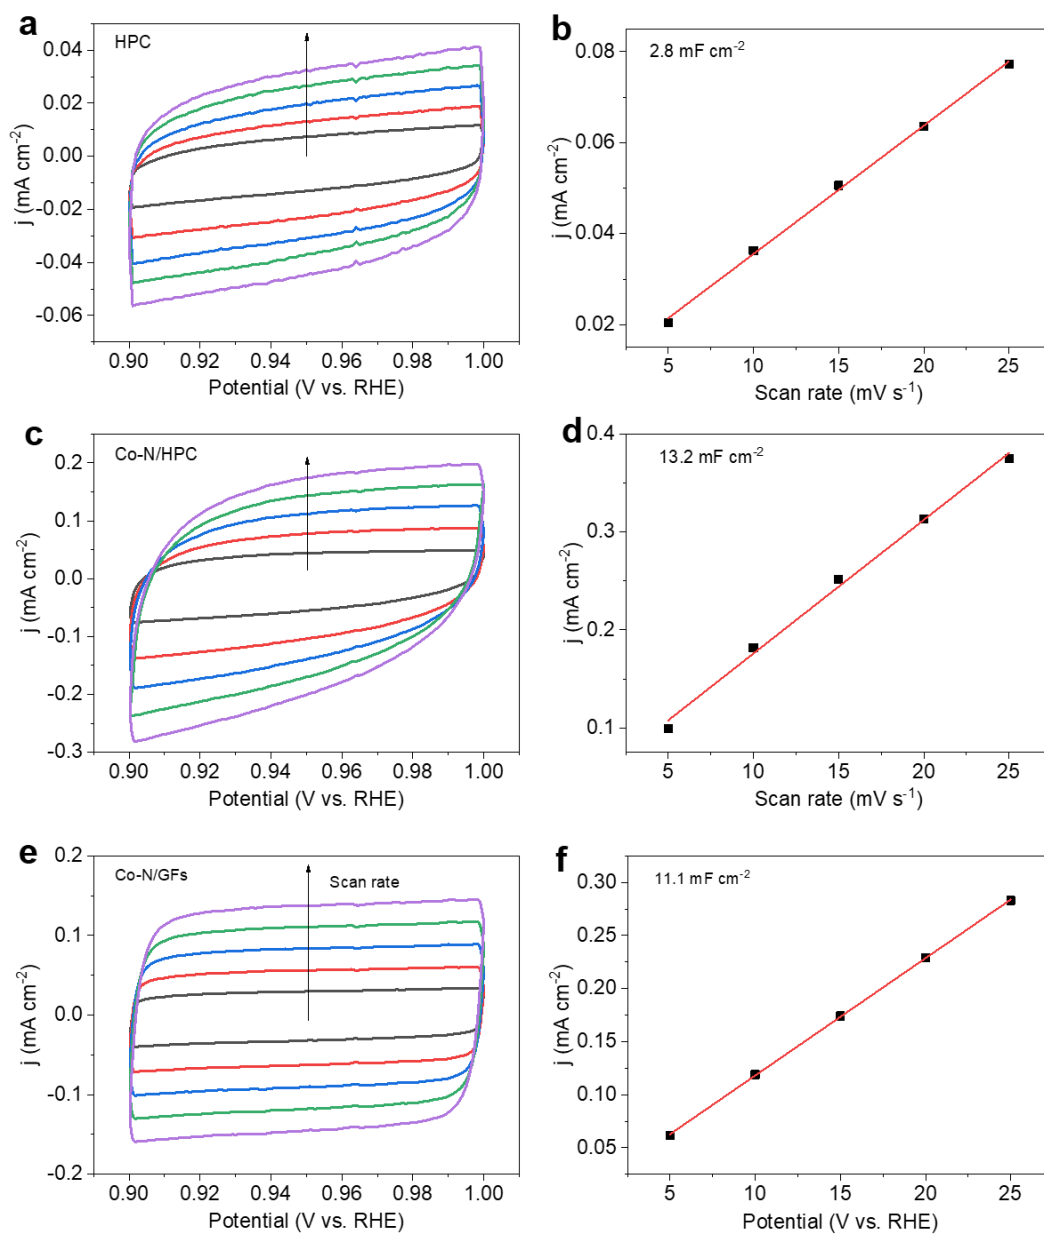 a
HPC
0.04
0.02
0.00
-0.02
-0.04
-0.06
j (mA cm⁻²)
0.90 0.92 0.94 0.96 0.98 1.00
Potential (V vs. RHE)
b
2.8 mF cm⁻²
0.08
0.06
0.04
0.02
j (mA cm⁻²)
5 10 15 20 25
Scan rate (mV s⁻¹)
c
Co-N/HPC
0.2
0.1
0.0
-0.1
-0.2
-0.3
j (mA cm⁻²)
0.90 0.92 0.94 0.96 0.98 1.00
Potential (V vs. RHE)
d
13.2 mF cm⁻²
0.4
0.3
0.2
0.1
j (mA cm⁻²)
5 10 15 20 25
Scan rate (mV s⁻¹)
e
Co-N/GFs
Scan rate
0.2
0.1
0.0
-0.1
-0.2
j (mA cm⁻²)
0.90 0.92 0.94 0.96 0.98 1.00
Potential (V vs. RHE)
f
11.1 mF cm⁻²
0.30
0.25
0.20
0.15
0.10
0.05
j (mA cm⁻²)
5 10 15 20 25
Potential (V vs. RHE)